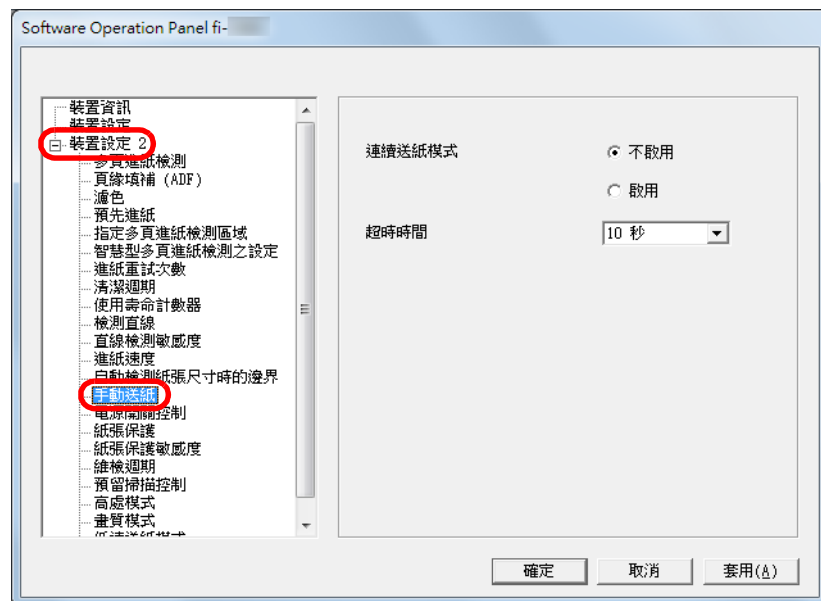 Software Operation Panel fi-
裝置資訊
裝置設定
裝置設定 2
多頁進紙檢測
頁緣填補 (ADF)
濾色
預先進紙
指定多頁進紙檢測區域
智慧型多頁進紙檢測之設定
進紙重試次數
清潔週期
使用壽命計數器
檢測直線
直線檢測敏感度
進紙速度
自動檢測紙張尺寸時的邊界
手動送紙
電源開關控制
紙張保護
紙張保護敏感度
維檢週期
預留掃描控制
高處模式
畫質模式
低速送紙模式
連續送紙模式
不啟用
啟用
超時時間
10 秒
確定
取消
套用(A)